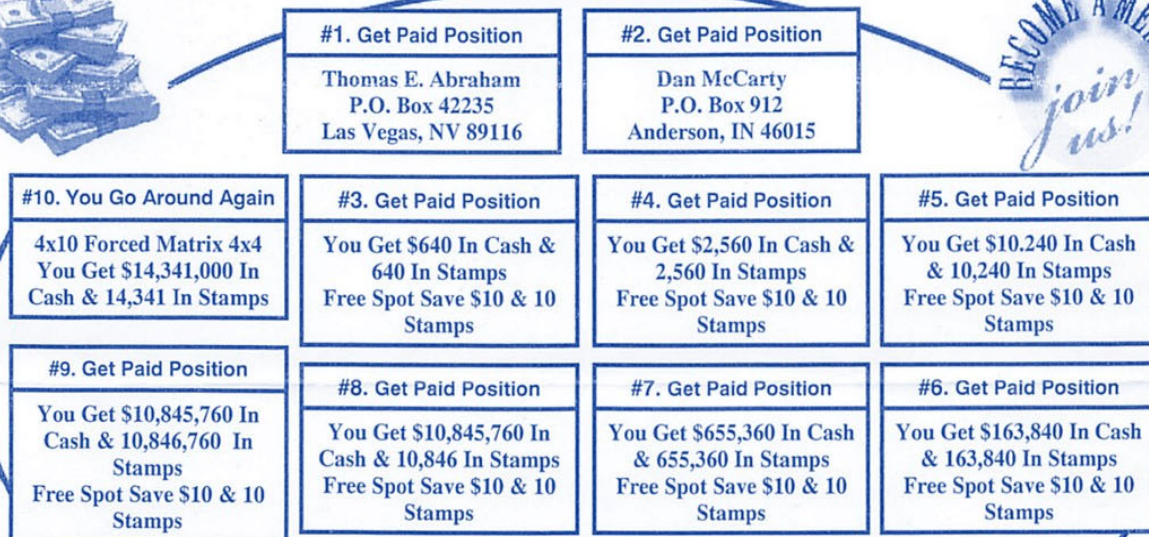 #1. Get Paid Position
Thomas E. Abraham
P.O. Box 42235
Las Vegas, NV 89116
#2. Get Paid Position
Dan McCarty
P.O. Box 912
Anderson, IN 46015
BECOME A ME
join
us!
#10. You Go Around Again
4x10 Forced Matrix 4x4
You Get $14,341,000 In
Cash & 14,341 In Stamps
#3. Get Paid Position
You Get $640 In Cash &
640 In Stamps
Free Spot Save $10 & 10
Stamps
#4. Get Paid Position
You Get $2,560 In Cash &
2,560 In Stamps
Free Spot Save $10 & 10
Stamps
#5. Get Paid Position
You Get $10.240 In Cash
& 10,240 In Stamps
Free Spot Save $10 & 10
Stamps
#9. Get Paid Position
You Get $10,845,760 In
Cash & 10,846,760 In
Stamps
Free Spot Save $10 & 10
Stamps
#8. Get Paid Position
You Get $10,845,760 In
Cash & 10,846 In Stamps
Free Spot Save $10 & 10
Stamps
#7. Get Paid Position
You Get $655,360 In Cash
& 655,360 In Stamps
Free Spot Save $10 & 10
Stamps
#6. Get Paid Position
You Get $163,840 In Cash
& 163,840 In Stamps
Free Spot Save $10 & 10
Stamps